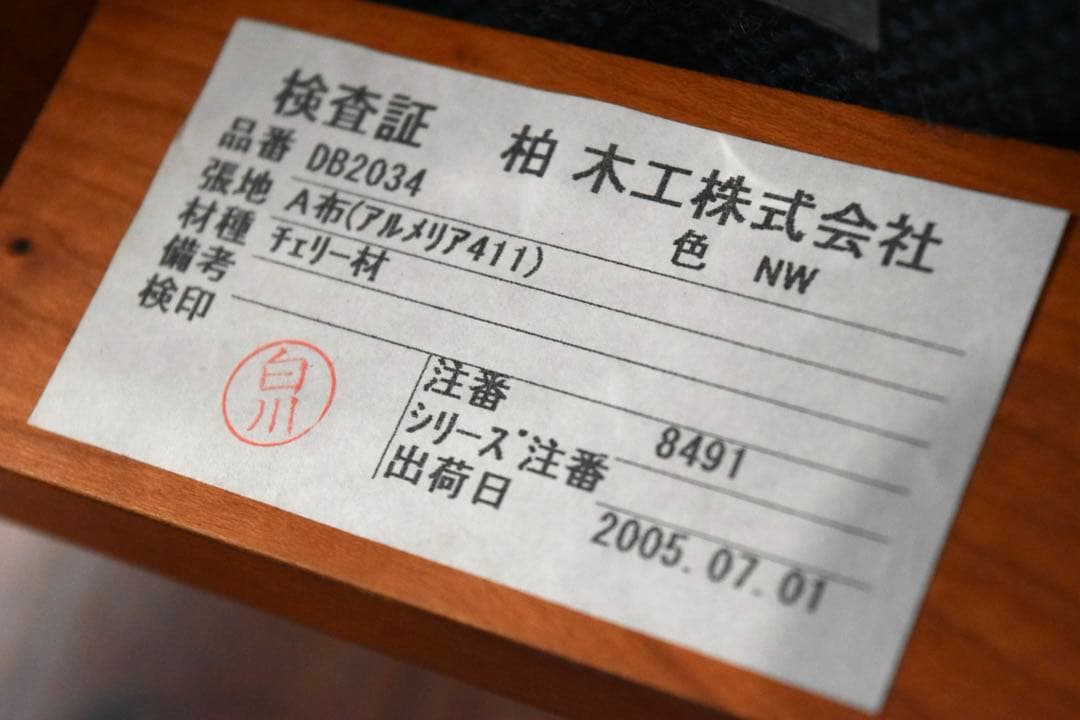 検査証 柏木工株式会社
品番 DB2034 色 NW
張地 A布(アルメリア411)
材種 チェリー材
備考
検印
白川
注番 8491
シリーズ注番
出荷日 2005.07.01